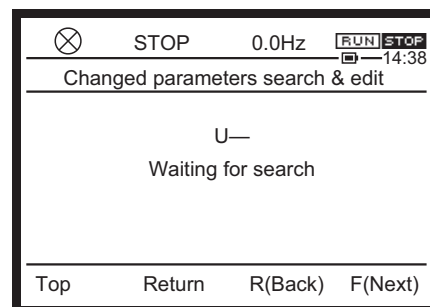 STOP 0.0Hz RUN STOP
14:38
Changed parameters search & edit
U—
Waiting for search
Top Return R(Back) F(Next)